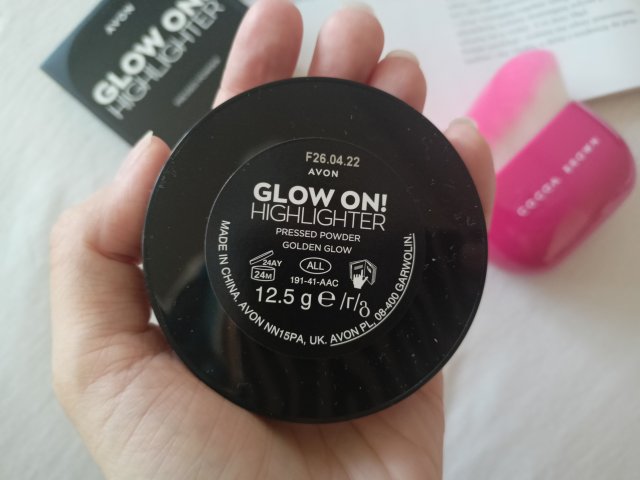 AVON
GLOW ON!
HIGHLIGHTER
F26.04.22
AVON
GLOW ON!
HIGHLIGHTER
PRESSED POWDER
GOLDEN GLOW
24AY
24M
ALL
191-41-AAC
12.5 g e /г/გ
MADE IN CHINA. AVON NN15PA, UK. AVON PL, 08-400 GARWOLIN.
COCOA BROWN